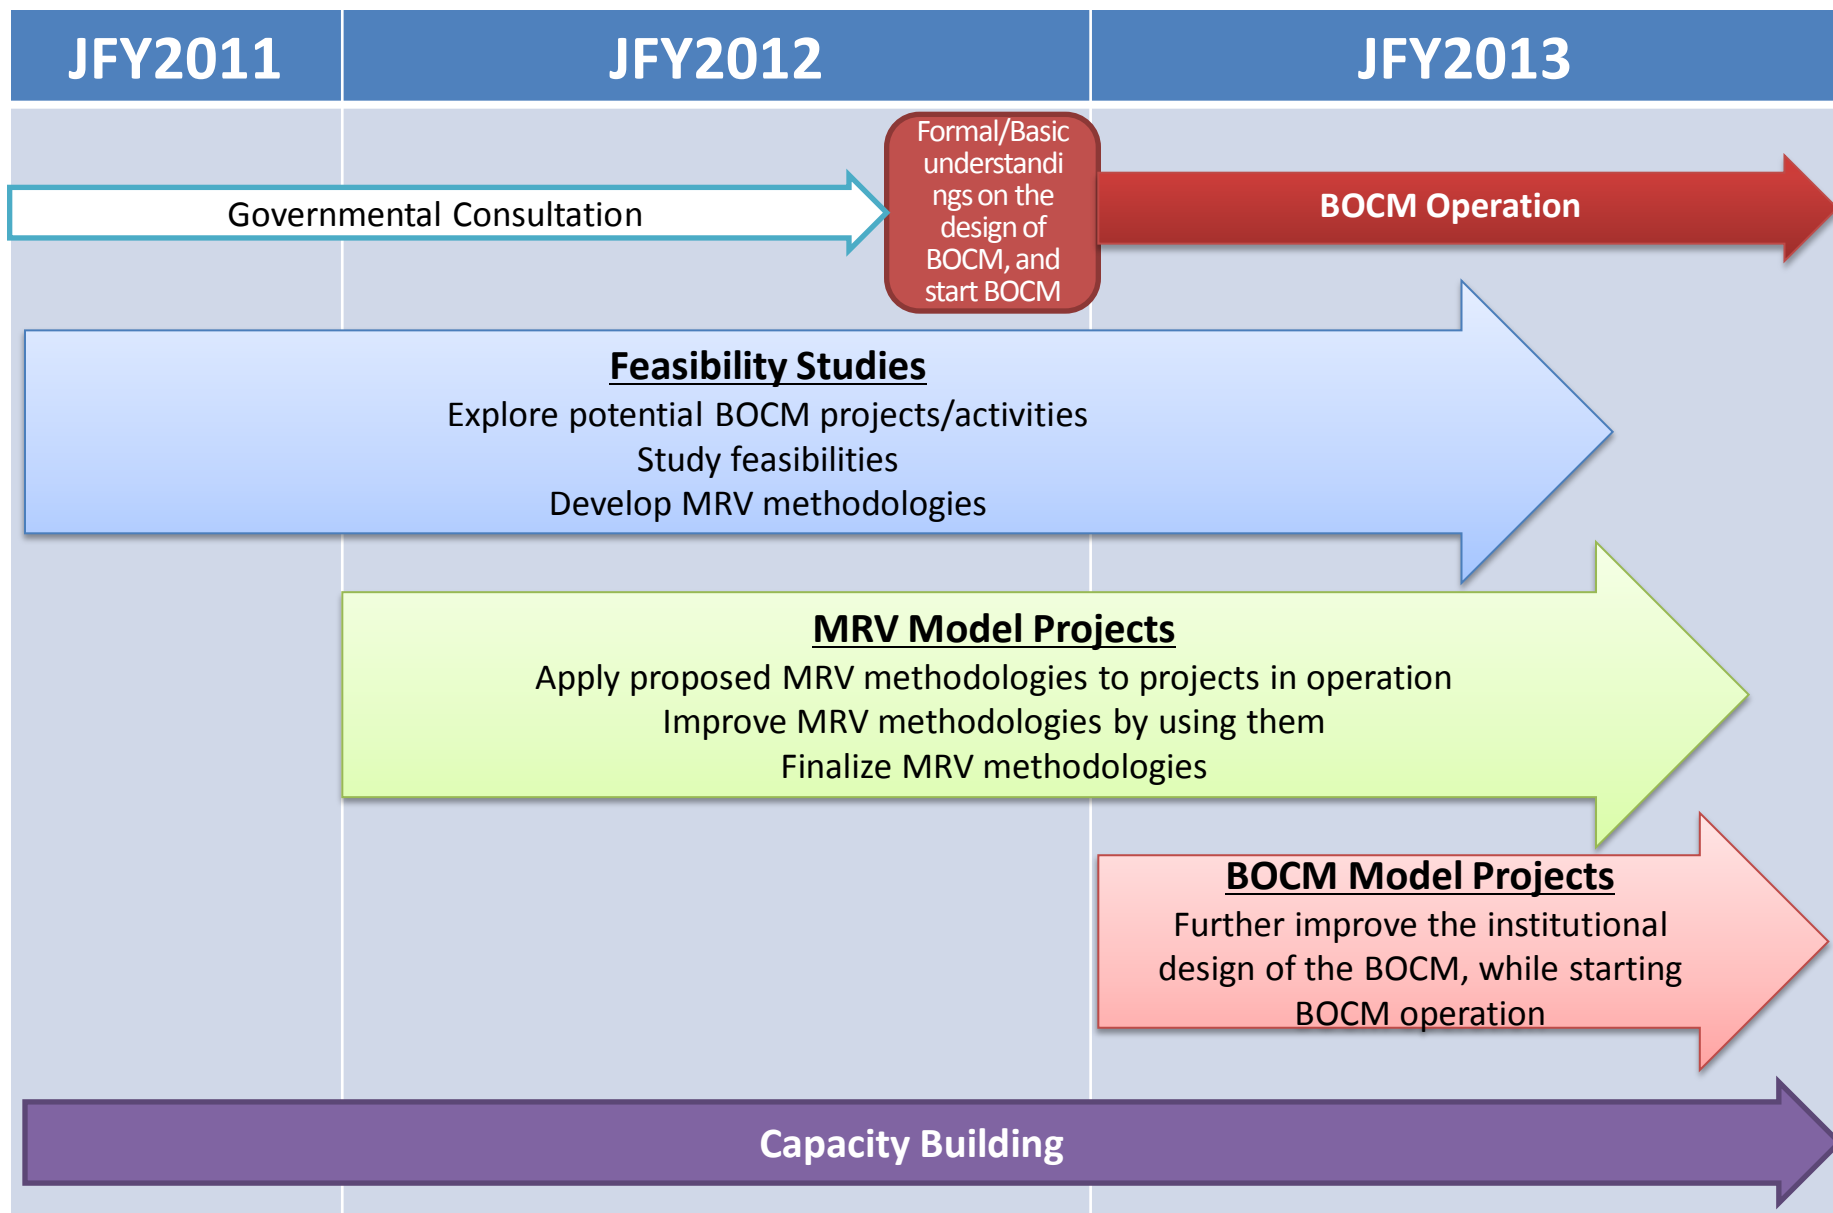 JFY2011
JFY2012
JFY2013
Governmental Consultation
Formal/Basic
understandi
ngs on the
design of
BOCM, and
start BOCM
BOCM Operation
Feasibility Studies
Explore potential BOCM projects/activities
Study feasibilities
Develop MRV methodologies
MRV Model Projects
Apply proposed MRV methodologies to projects in operation
Improve MRV methodologies by using them
Finalize MRV methodologies
BOCM Model Projects
Further improve the institutional
design of the BOCM, while starting
BOCM operation
Capacity Building